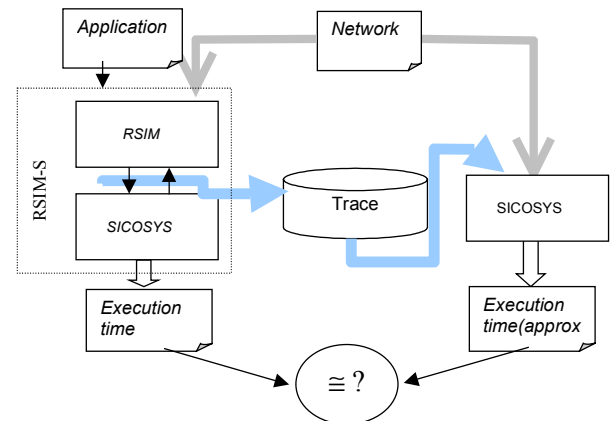 Application
Network
RSIM-S
RSIM
SICOSYS
Trace
SICOSYS
Execution
time
Execution
time(approx
≅ ?